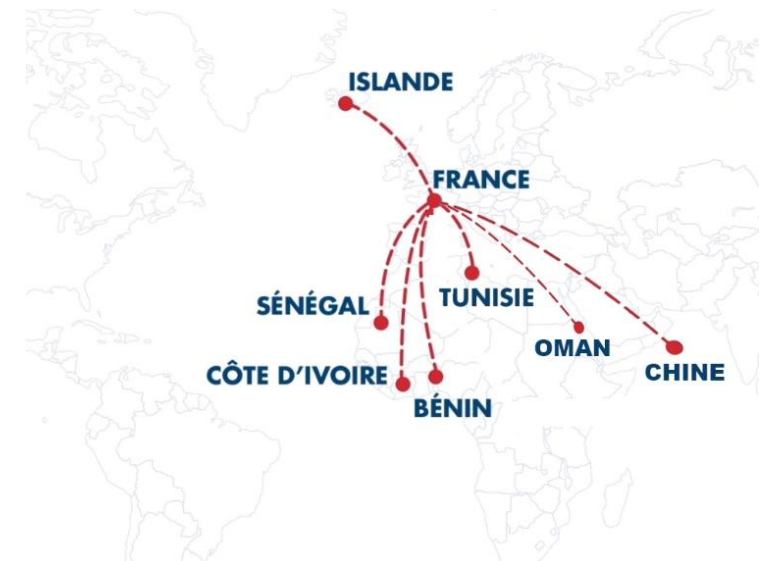 ISLANDE
FRANCE
TUNISIE
SÉNÉGAL
OMAN
CHINE
CÔTE D'IVOIRE
BÉNIN